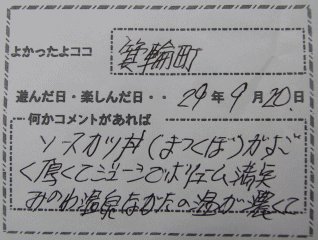 よかったよココ
箕輪町
遊んだ日・楽しんだ日・・ 29年9月20日
何かコメントがあれば
ソースカツ丼(まつくぼ)がすご
く厚くてジューシーでボリューム満点
みのわ温泉ながたの湯が濃くて